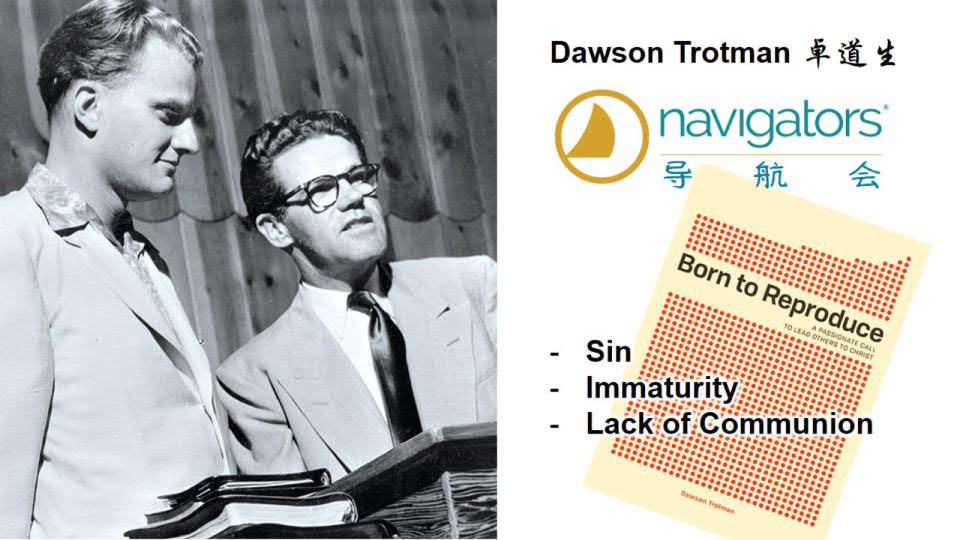 Dawson Trotman 卓道生
navigators®
导航会
Born to Reproduce
A PASSIONATE CALL
TO LEAD OTHERS TO CHRIST
- Sin
- Immaturity
- Lack of Communion
Dawson Trotman